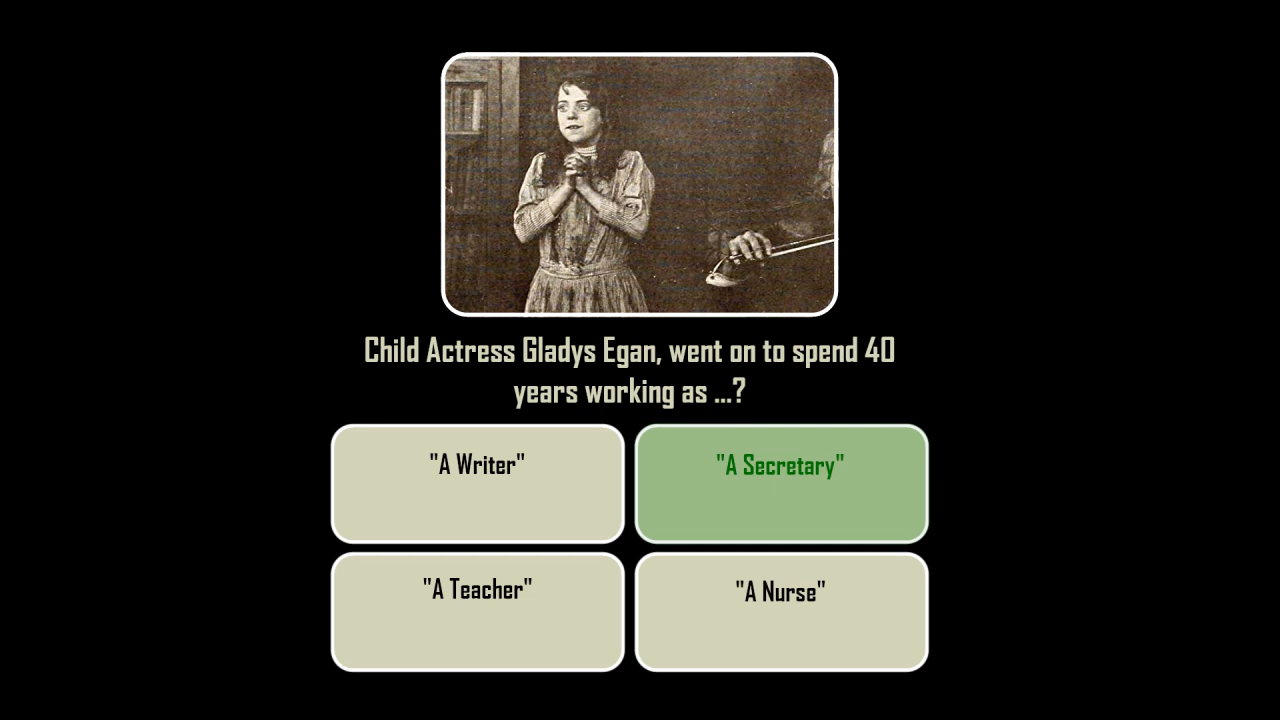 Child Actress Gladys Egan, went on to spend 40
years working as ...?
"A Writer"
"A Secretary"
"A Teacher"
"A Nurse"